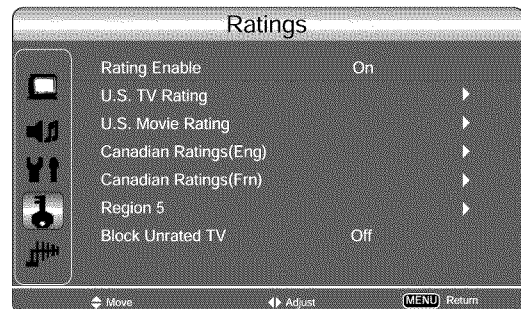 Ratings
Rating Enable On
U.S. TV Rating
U.S. Movie Rating
Canadian Ratings(Eng)
Canadian Ratings(Frn)
Region 5
Block Unrated TV Off
Move Adjust MENU Return